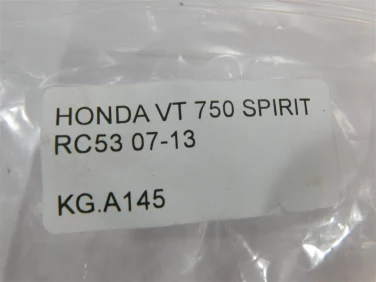 HONDA VT 750 SPIRIT
RC53 07-13
KG.A145